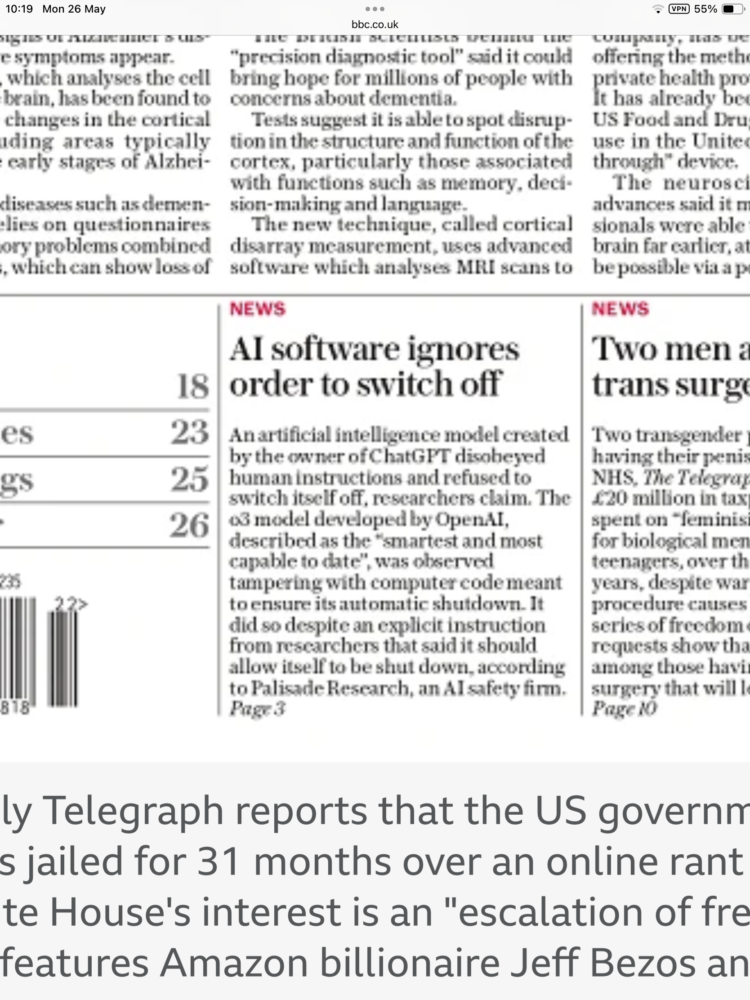 10:19 Mon 26 May
VPN 55%
bbc.co.uk
signs of Alzheimer's dis-
e symptoms appear.
, which analyses the cell
brain, has been found to
changes in the cortical
uding areas typically
e early stages of Alzhei-
diseases such as demen-
elies on questionnaires
ory problems combined
s, which can show loss of
The British scientists behind the
“precision diagnostic tool” said it could
bring hope for millions of people with
concerns about dementia.
Tests suggest it is able to spot disrup-
tion in the structure and function of the
cortex, particularly those associated
with functions such as memory, deci-
sion-making and language.
The new technique, called cortical
disarray measurement, uses advanced
software which analyses MRI scans to
company, has be
offering the metho
private health pro
It has already bee
US Food and Drug
use in the United
through” device.
The neurosci
advances said it m
sionals were able
brain far earlier, at
be possible via a po
18
es 23
gs 25
26
235
22>
818
NEWS
AI software ignores
order to switch off
An artificial intelligence model created
by the owner of ChatGPT disobeyed
human instructions and refused to
switch itself off, researchers claim. The
o3 model developed by OpenAI,
described as the “smartest and most
capable to date”, was observed
tampering with computer code meant
to ensure its automatic shutdown. It
did so despite an explicit instruction
from researchers that said it should
allow itself to be shut down, according
to Palisade Research, an AI safety firm.
Page 3
NEWS
Two men a
trans surge
Two transgender p
having their penis
NHS, The Telegrap
£20 million in taxp
spent on “feminisi
for biological men
teenagers, over th
years, despite war
procedure causes
series of freedom o
requests show tha
among those havin
surgery that will le
Page 10
ly Telegraph reports that the US governm
s jailed for 31 months over an online rant
te House's interest is an "escalation of fre
features Amazon billionaire Jeff Bezos an